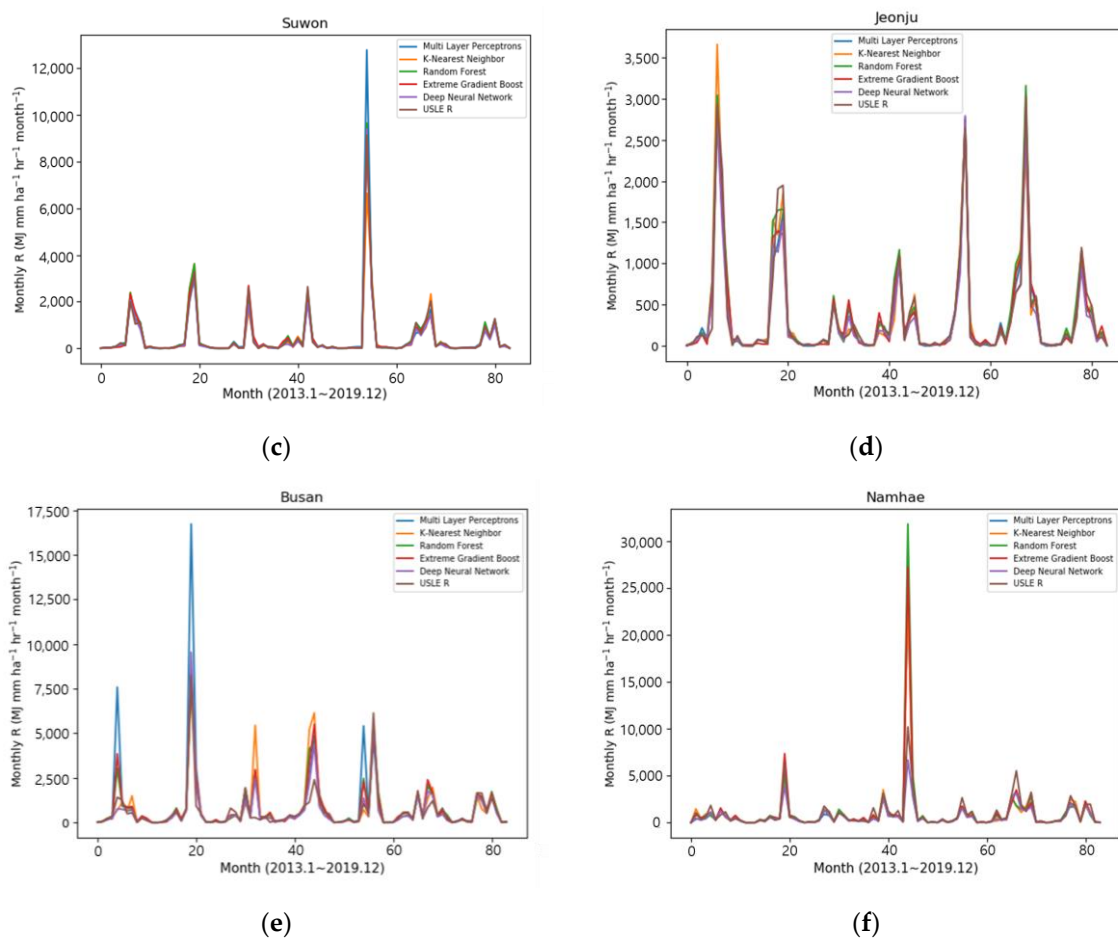 Suwon
Monthly R (MJ mm ha⁻¹ hr⁻¹ month⁻¹)
12,000
10,000
8,000
6,000
4,000
2,000
0
Multi Layer Perceptrons
K-Nearest Neighbor
Random Forest
Extreme Gradient Boost
Deep Neural Network
USLE R
0 20 40 60 80
Month (2013.1~2019.12)
(c)
Jeonju
Monthly R (MJ mm ha⁻¹ hr⁻¹ month⁻¹)
3,500
3,000
2,500
2,000
1,500
1,000
500
0
Multi Layer Perceptrons
K-Nearest Neighbor
Random Forest
Extreme Gradient Boost
Deep Neural Network
USLE R
0 20 40 60 80
Month (2013.1~2019.12)
(d)
Busan
Monthly R (MJ mm ha⁻¹ hr⁻¹ month⁻¹)
17,500
15,000
12,500
10,000
7,500
5,000
2,500
0
Multi Layer Perceptrons
K-Nearest Neighbor
Random Forest
Extreme Gradient Boost
Deep Neural Network
USLE R
0 20 40 60 80
Month (2013.1~2019.12)
(e)
Namhae
Monthly R (MJ mm ha⁻¹ hr⁻¹ month⁻¹)
30,000
25,000
20,000
15,000
10,000
5,000
0
Multi Layer Perceptrons
K-Nearest Neighbor
Random Forest
Extreme Gradient Boost
Deep Neural Network
USLE R
0 20 40 60 80
Month (2013.1~2019.12)
(f)